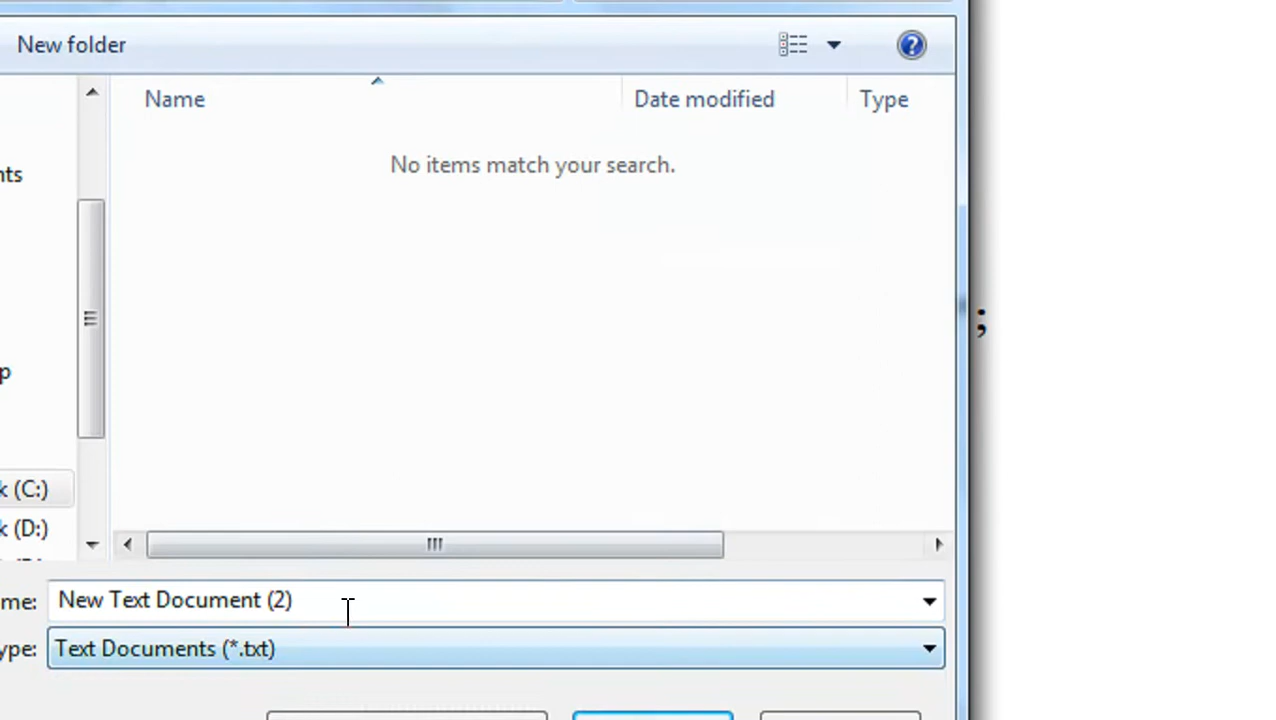 New folder
Name Date modified Type
No items match your search.
nts
;
p
k (C:)
k (D:)
me: New Text Document (2)
ype: Text Documents (*.txt)